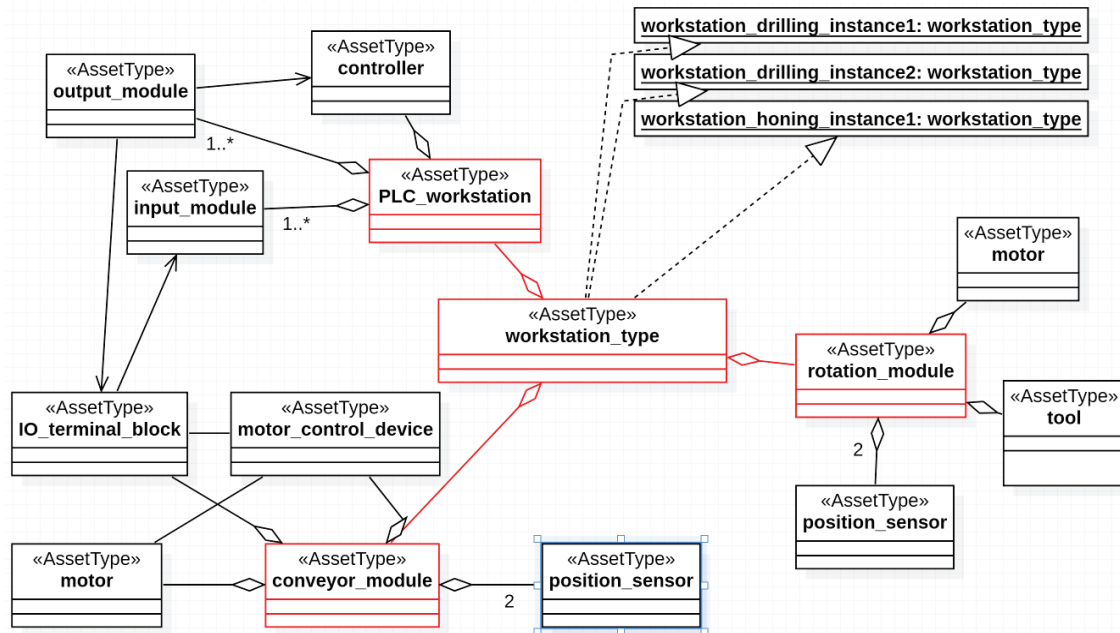 workstation_drilling_instance1: workstation_type
«AssetType»
controller
«AssetType»
output_module
workstation_drilling_instance2: workstation_type
workstation_honing_instance1: workstation_type
1..*
«AssetType»
PLC_workstation
«AssetType»
input_module
1..*
«AssetType»
motor
«AssetType»
workstation_type
«AssetType»
rotation_module
«AssetType»
tool
«AssetType»
IO_terminal_block
«AssetType»
motor_control_device
2
«AssetType»
position_sensor
«AssetType»
motor
«AssetType»
conveyor_module
2
«AssetType»
position_sensor